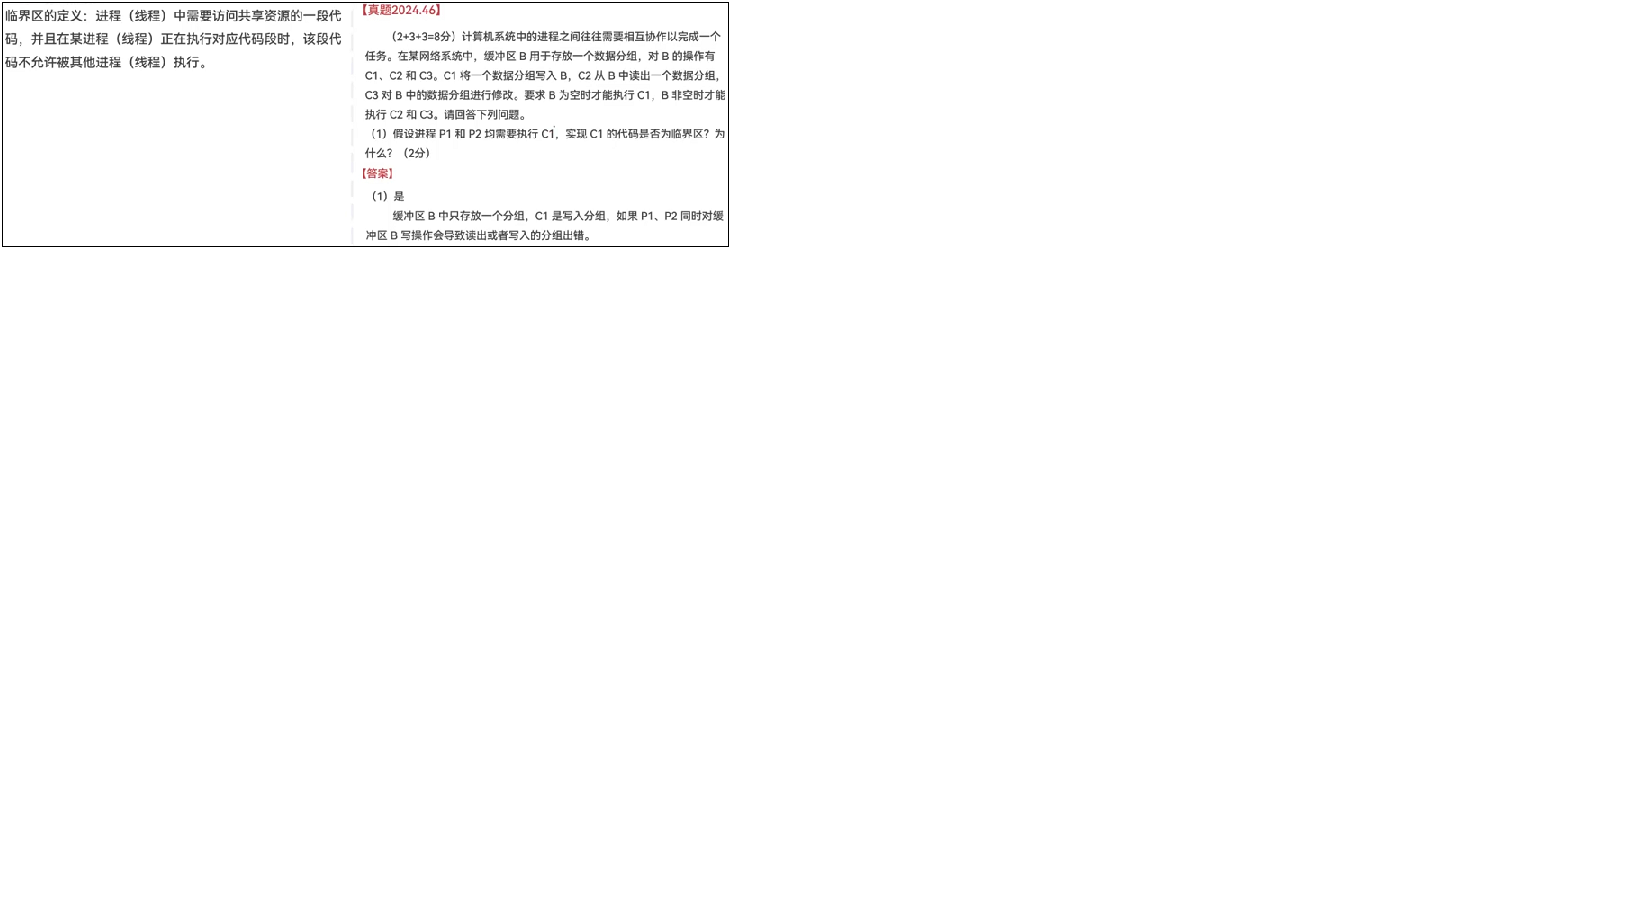 临界区的定义：进程（线程）中需要访问共享资源的一段代
码，并且在某进程（线程）正在执行对应代码段时，该段代
码不允许被其他进程（线程）执行。
【真题2024.46】
（2+3+3=8分）计算机系统中的进程之间往往需要相互协作以完成一个
任务。在某网络系统中，缓冲区 B 用于存放一个数据分组，对 B 的操作有
C1、C2 和 C3。C1 将一个数据分组写入 B，C2 从 B 中读出一个数据分组，
C3 对 B 中的数据分组进行修改。要求 B 为空时才能执行 C1，B 非空时才能
执行 C2 和 C3。请回答下列问题。
（1）假设进程 P1 和 P2 均需要执行 C1，实现 C1 的代码是否为临界区？为
什么？（2分）
【答案】
（1）是
缓冲区 B 中只存放一个分组，C1 是写入分组，如果 P1、P2 同时对缓
冲区 B 写操作会导致读出或者写入的分组出错。